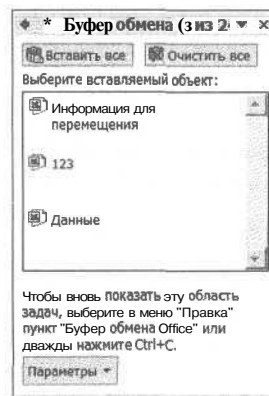 * Буфер обмена (з из 2
Вставить все Очистить все
Выберите вставляемый объект:
Информация для
перемещения
123
Данные
Чтобы вновь показать эту область
задач, выберите в меню "Правка"
пункт "Буфер обмена Office" или
дважды нажмите Ctrl+C.
Параметры